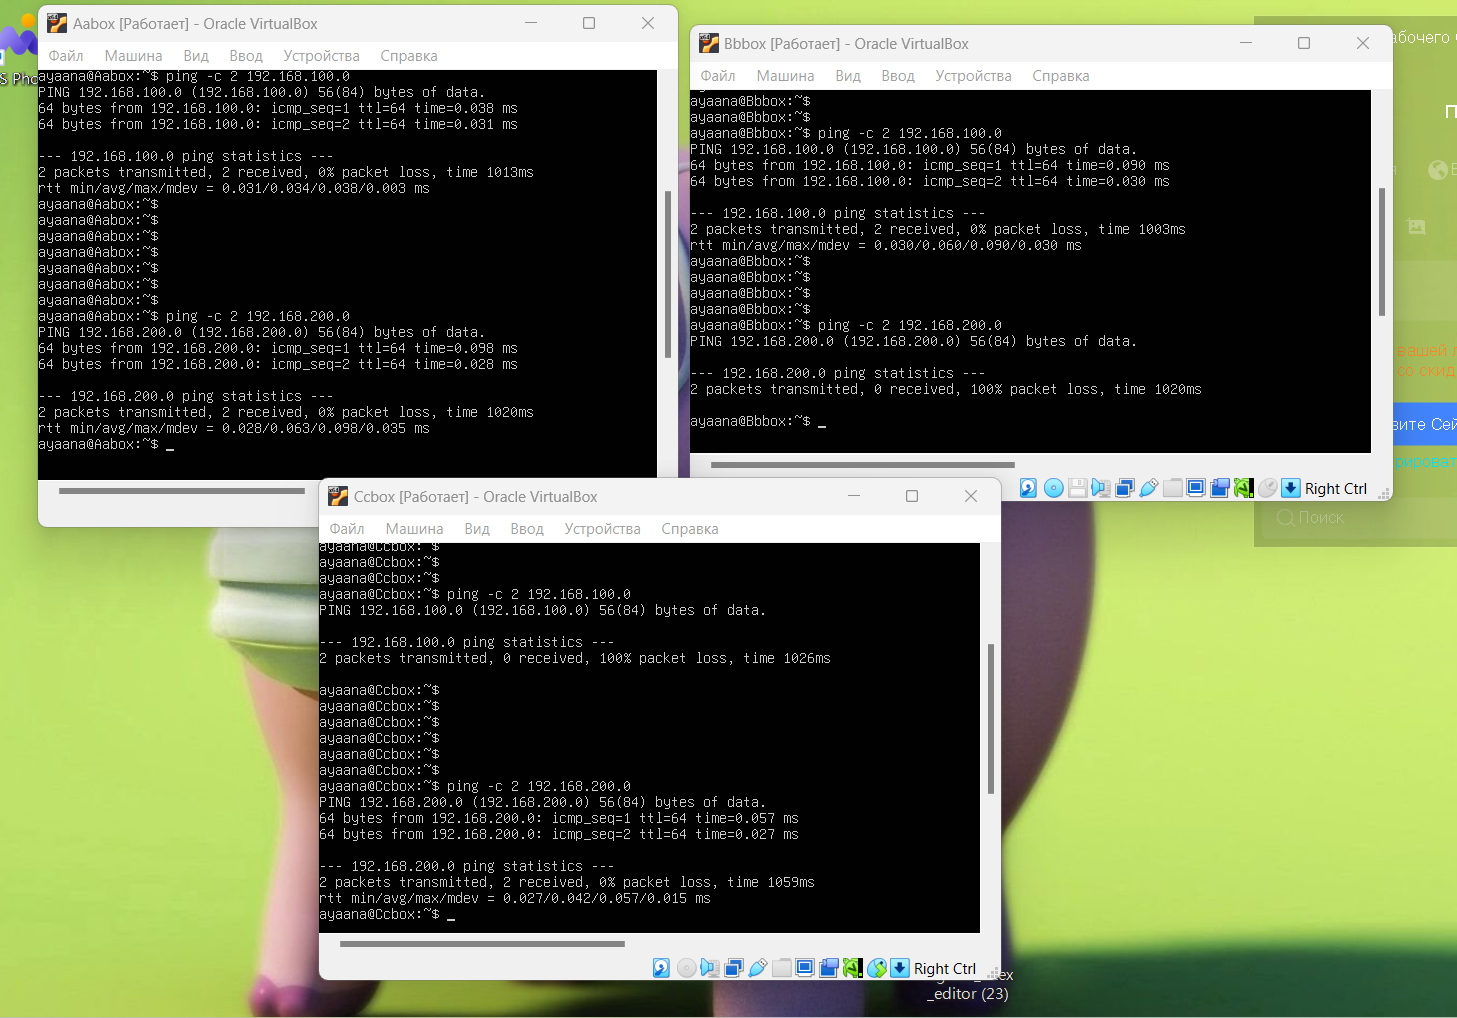 S Pho
Aabox [Работает] - Oracle VirtualBox
Файл Машина Вид Ввод Устройства Справка
ayaana@Aabox:~$ ping -c 2 192.168.100.0
PING 192.168.100.0 (192.168.100.0) 56(84) bytes of data.
64 bytes from 192.168.100.0: icmp_seq=1 ttl=64 time=0.038 ms
64 bytes from 192.168.100.0: icmp_seq=2 ttl=64 time=0.031 ms
--- 192.168.100.0 ping statistics ---
2 packets transmitted, 2 received, 0% packet loss, time 1013ms
rtt min/avg/max/mdev = 0.031/0.034/0.038/0.003 ms
ayaana@Aabox:~$
ayaana@Aabox:~$
ayaana@Aabox:~$
ayaana@Aabox:~$
ayaana@Aabox:~$
ayaana@Aabox:~$
ayaana@Aabox:~$
ayaana@Aabox:~$ ping -c 2 192.168.200.0
PING 192.168.200.0 (192.168.200.0) 56(84) bytes of data.
64 bytes from 192.168.200.0: icmp_seq=1 ttl=64 time=0.098 ms
64 bytes from 192.168.200.0: icmp_seq=2 ttl=64 time=0.028 ms
--- 192.168.200.0 ping statistics ---
2 packets transmitted, 2 received, 0% packet loss, time 1020ms
rtt min/avg/max/mdev = 0.028/0.063/0.098/0.035 ms
ayaana@Aabox:~$ _
Bbbox [Работает] - Oracle VirtualBox
Файл Машина Вид Ввод Устройства Справка
ayaana@Bbbox:~$
ayaana@Bbbox:~$
ayaana@Bbbox:~$ ping -c 2 192.168.100.0
PING 192.168.100.0 (192.168.100.0) 56(84) bytes of data.
64 bytes from 192.168.100.0: icmp_seq=1 ttl=64 time=0.090 ms
64 bytes from 192.168.100.0: icmp_seq=2 ttl=64 time=0.030 ms
--- 192.168.100.0 ping statistics ---
2 packets transmitted, 2 received, 0% packet loss, time 1003ms
rtt min/avg/max/mdev = 0.030/0.060/0.090/0.030 ms
ayaana@Bbbox:~$
ayaana@Bbbox:~$
ayaana@Bbbox:~$
ayaana@Bbbox:~$
ayaana@Bbbox:~$ ping -c 2 192.168.200.0
PING 192.168.200.0 (192.168.200.0) 56(84) bytes of data.
--- 192.168.200.0 ping statistics ---
2 packets transmitted, 0 received, 100% packet loss, time 1020ms
ayaana@Bbbox:~$ _
Right Ctrl
Ccbox [Работает] - Oracle VirtualBox
Файл Машина Вид Ввод Устройства Справка
ayaana@Ccbox:~$
ayaana@Ccbox:~$
ayaana@Ccbox:~$
ayaana@Ccbox:~$ ping -c 2 192.168.100.0
PING 192.168.100.0 (192.168.100.0) 56(84) bytes of data.
--- 192.168.100.0 ping statistics ---
2 packets transmitted, 0 received, 100% packet loss, time 1026ms
ayaana@Ccbox:~$
ayaana@Ccbox:~$
ayaana@Ccbox:~$
ayaana@Ccbox:~$
ayaana@Ccbox:~$
ayaana@Ccbox:~$
ayaana@Ccbox:~$ ping -c 2 192.168.200.0
PING 192.168.200.0 (192.168.200.0) 56(84) bytes of data.
64 bytes from 192.168.200.0: icmp_seq=1 ttl=64 time=0.057 ms
64 bytes from 192.168.200.0: icmp_seq=2 ttl=64 time=0.027 ms
--- 192.168.200.0 ping statistics ---
2 packets transmitted, 2 received, 0% packet loss, time 1059ms
rtt min/avg/max/mdev = 0.027/0.042/0.057/0.015 ms
ayaana@Ccbox:~$ _
Right Ctrl
абочего
П
вашей
со скид
вите Сей
Поиск
_editor (23)